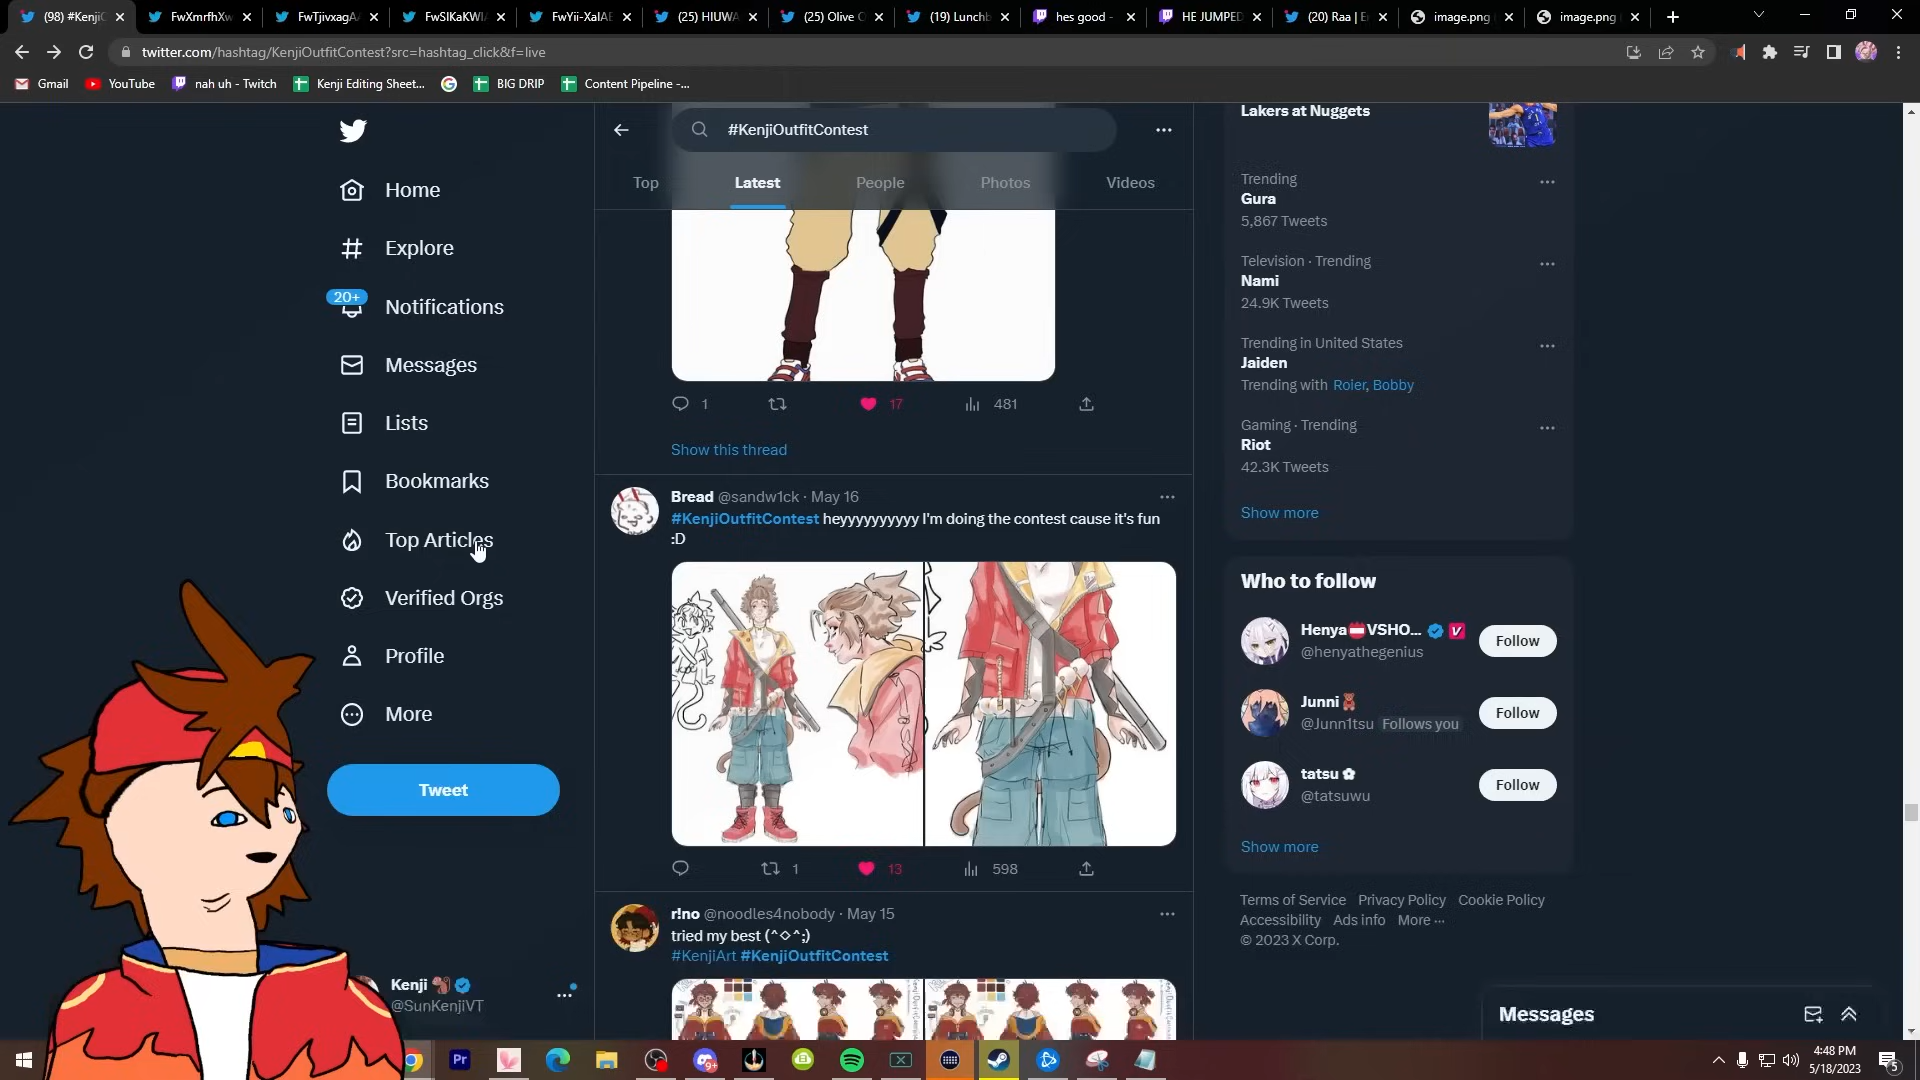 (98) #KenjiO
FwXmrfhXw
FwTjivxagA
FwSIKaKWI
FwYii-XaIAE
(25) HIUWA
(25) Olive
(19) Lunchb
hes good -
HE JUMPED
(20) Raa | E
image.png
image.png
twitter.com/hashtag/KenjiOutfitContest?src=hashtag_click&f=live
Gmail
YouTube
nah uh - Twitch
Kenji Editing Sheet...
BIG DRIP
Content Pipeline -...
Home
Explore
20+
Notifications
Messages
Lists
Bookmarks
Top Articles
Verified Orgs
Profile
More
Tweet
Kenji
@SunKenjiVT
#KenjiOutfitContest
Top
Latest
People
Photos
Videos
1
17
481
Show this thread
Bread @sandw1ck · May 16
#KenjiOutfitContest heyyyyyyyyyy I'm doing the contest cause it's fun
:D
1
13
598
r!no @noodles4nobody · May 15
tried my best (^◇^;)
#KenjiArt #KenjiOutfitContest
Lakers at Nuggets
Trending
Gura
5,867 Tweets
Television · Trending
Nami
24.9K Tweets
Trending in United States
Jaiden
Trending with Roier, Bobby
Gaming · Trending
Riot
42.3K Tweets
Show more
Who to follow
Henya VSHO...
@henyathegenius
Follow
Junni
@Junn1tsu Follows you
Follow
tatsu
@tatsuwu
Follow
Show more
Terms of Service Privacy Policy Cookie Policy
Accessibility Ads info More ···
© 2023 X Corp.
Messages
Pr
9+
4:48 PM
5/18/2023
5